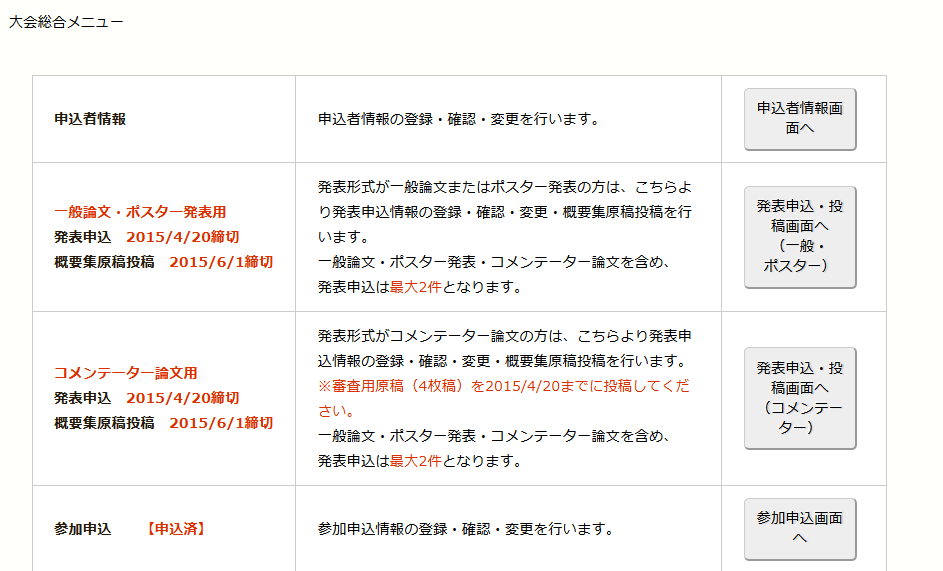 大会総合メニュー
申込者情報
申込者情報の登録・確認・変更を行います。
申込者情報画
面へ
一般論文・ポスター発表用
発表申込 2015/4/20締切
概要集原稿投稿 2015/6/1締切
発表形式が一般論文またはポスター発表の方は、こちらよ
り発表申込情報の登録・確認・変更・概要集原稿投稿を行
います。
一般論文・ポスター発表・コメンテーター論文を含め、
発表申込は最大2件となります。
発表申込・投
稿画面へ
（一般・
ポスター）
コメンテーター論文用
発表申込 2015/4/20締切
概要集原稿投稿 2015/6/1締切
発表形式がコメンテーター論文の方は、こちらより発表申
込情報の登録・確認・変更・概要集原稿投稿を行います。
※審査用原稿（4枚稿）を2015/4/20までに投稿してくだ
さい。
一般論文・ポスター発表・コメンテーター論文を含め、
発表申込は最大2件となります。
発表申込・投
稿画面へ
（コメンテー
ター）
参加申込 【申込済】
参加申込情報の登録・確認・変更を行います。
参加申込画面
へ